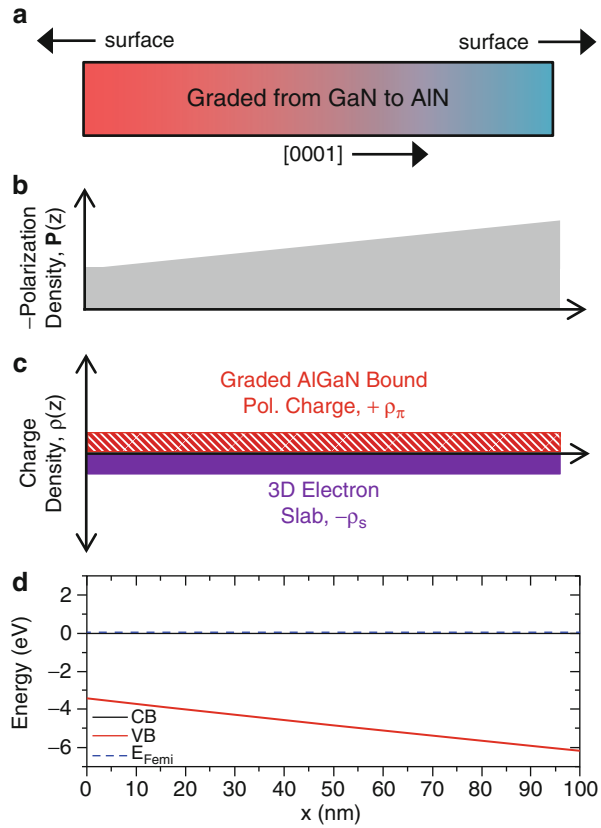 a
surface
surface
Graded from GaN to AlN
[0001]
b
−Polarization
Density, P(z)
c
Charge
Density, ρ(z)
Graded AlGaN Bound
Pol. Charge, + ρπ
3D Electron
Slab, −ρs
d
Energy (eV)
2
0
−2
−4
−6
CB
VB
EFemi
0 10 20 30 40 50 60 70 80 90 100
x (nm)